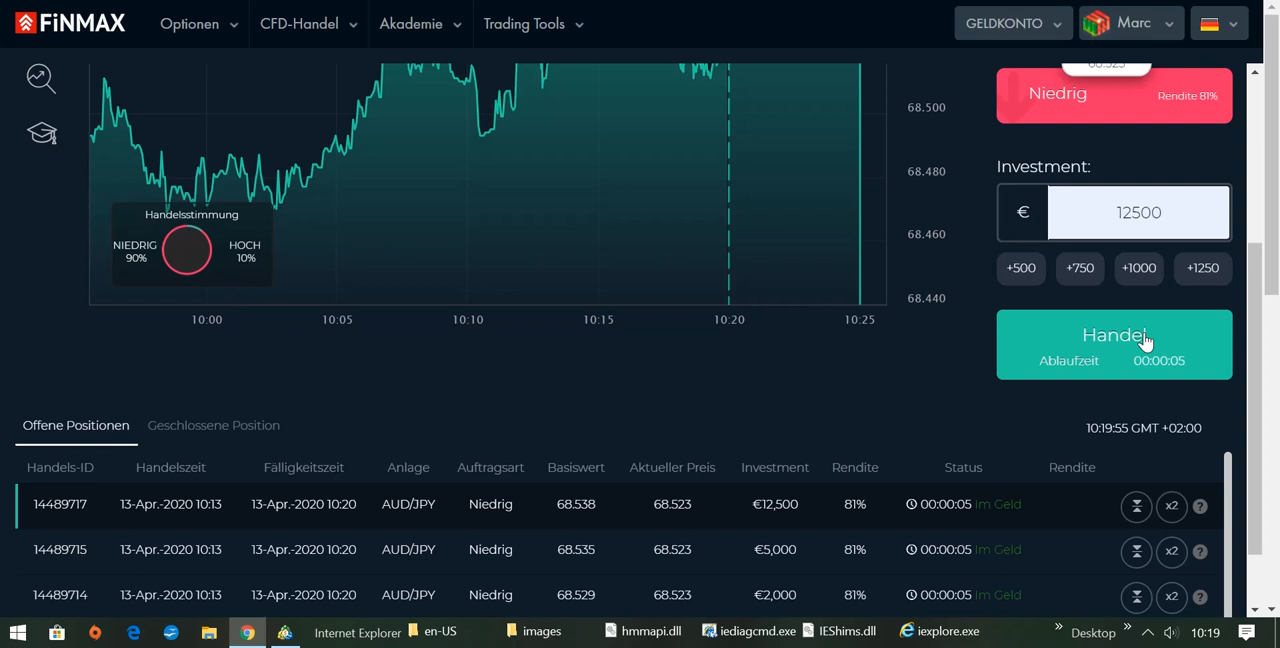 FiNMAX
Optionen
CFD-Handel
Akademie
Trading Tools
GELDKONTO
Marc
68.525
Niedrig
Rendite 81%
68.500
68.480
68.460
68.440
Handelsstimmung
NIEDRIG
90%
HOCH
10%
10:00 10:05 10:10 10:15 10:20 10:25
Investment:
€ 12500
+500 +750 +1000 +1250
Handel
Ablaufzeit 00:00:05
Offene Positionen Geschlossene Position
10:19:55 GMT +02:00
Handels-ID Handelszeit Fälligkeitszeit Anlage Auftragsart Basiswert Aktueller Preis Investment Rendite Status Rendite
14489717 13-Apr.-2020 10:13 13-Apr.-2020 10:20 AUD/JPY Niedrig 68.538 68.523 €12,500 81% 00:00:05 Im Geld x2 ?
14489715 13-Apr.-2020 10:13 13-Apr.-2020 10:20 AUD/JPY Niedrig 68.535 68.523 €5,000 81% 00:00:05 Im Geld x2 ?
14489714 13-Apr.-2020 10:13 13-Apr.-2020 10:20 AUD/JPY Niedrig 68.529 68.523 €2,000 81% 00:00:05 Im Geld x2 ?
Internet Explorer en-US images hmmapi.dll iediagcmd.exe IEShims.dll iexplore.exe » Desktop » 10:19